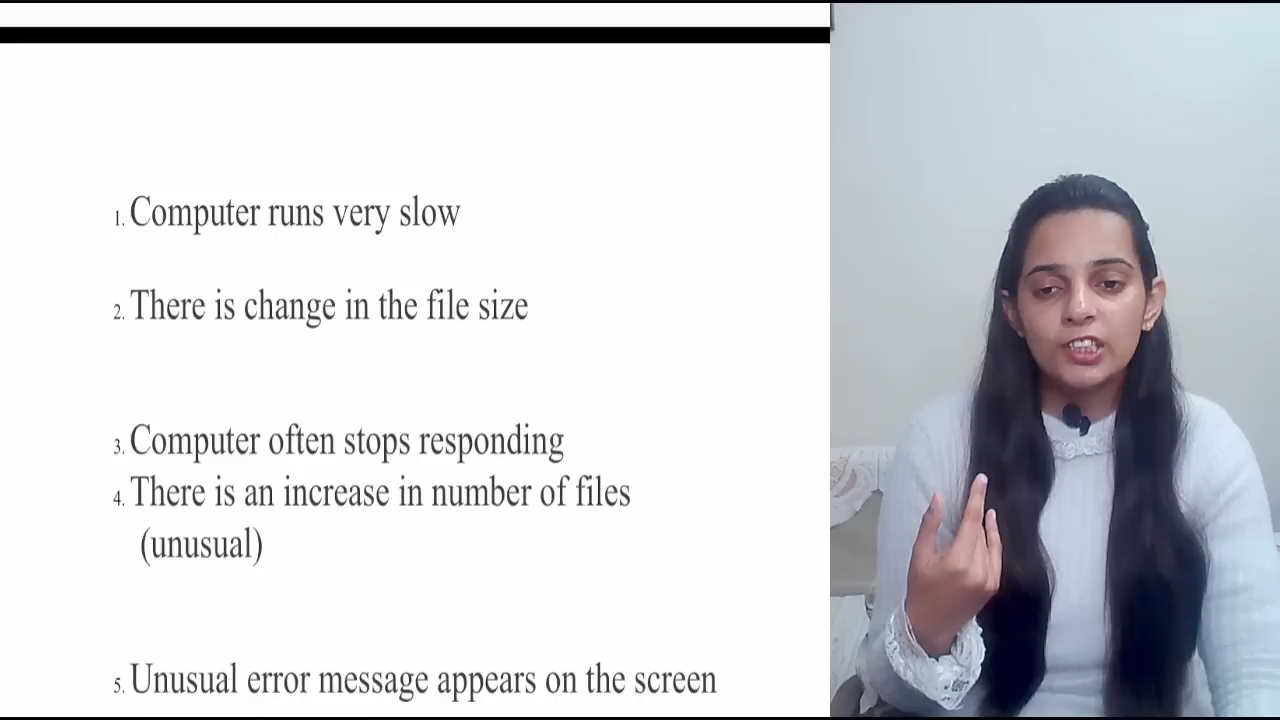 1. Computer runs very slow
2. There is change in the file size
3. Computer often stops responding
4. There is an increase in number of files
(unusual)
5. Unusual error message appears on the screen